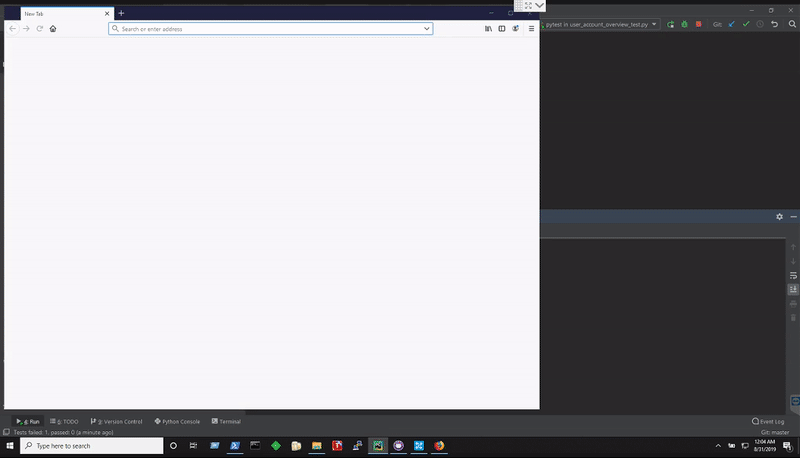 New Tab
pytest in user_account_overview_test.py
Git:
Search or enter address
4: Run
6: TODO
9: Version Control
Python Console
Terminal
Event Log
Tests failed: 1, passed: 0 (a minute ago)
Git: master
Type here to search
12:04 AM
8/31/2019